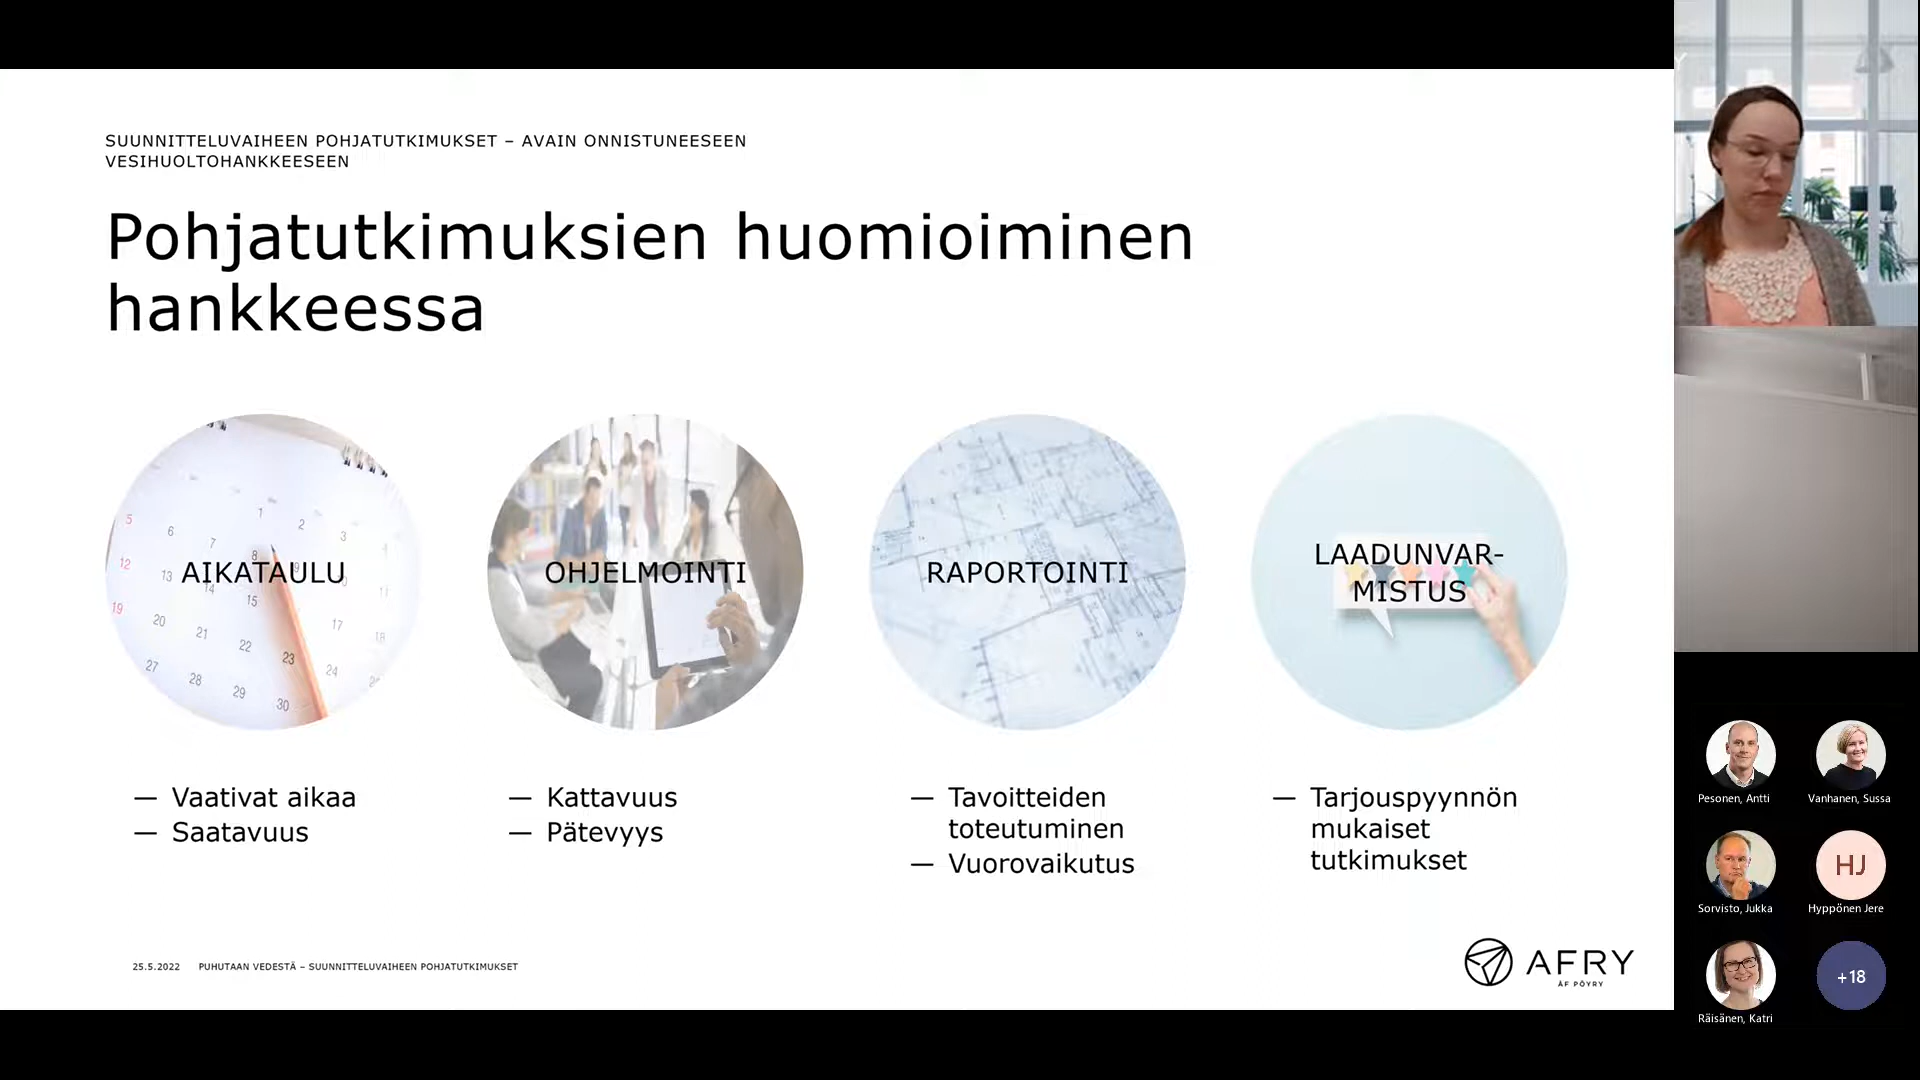 SUUNNITTELUVAIHEEN POHJATUTKIMUKSET – AVAIN ONNISTUNEESEEN
VESIHUOLTOHANKKEESEEN
Pohjatutkimuksien huomioiminen
hankkeessa
AIKATAULU
OHJELMOINTI
RAPORTOINTI
LAADUNVAR-
MISTUS
— Vaativat aikaa
— Saatavuus
— Kattavuus
— Pätevyys
— Tavoitteiden
toteutuminen
— Vuorovaikutus
— Tarjouspyynnön
mukaiset
tutkimukset
25.5.2022 PUHUTAAN VEDESTÄ – SUUNNITTELUVAIHEEN POHJATUTKIMUKSET
AFRY
ÅF PÖYRY
Pesonen, Antti
Vanhanen, Sussa
Sorvisto, Jukka
HJ
Hyppönen Jere
Räisänen, Katri
+18